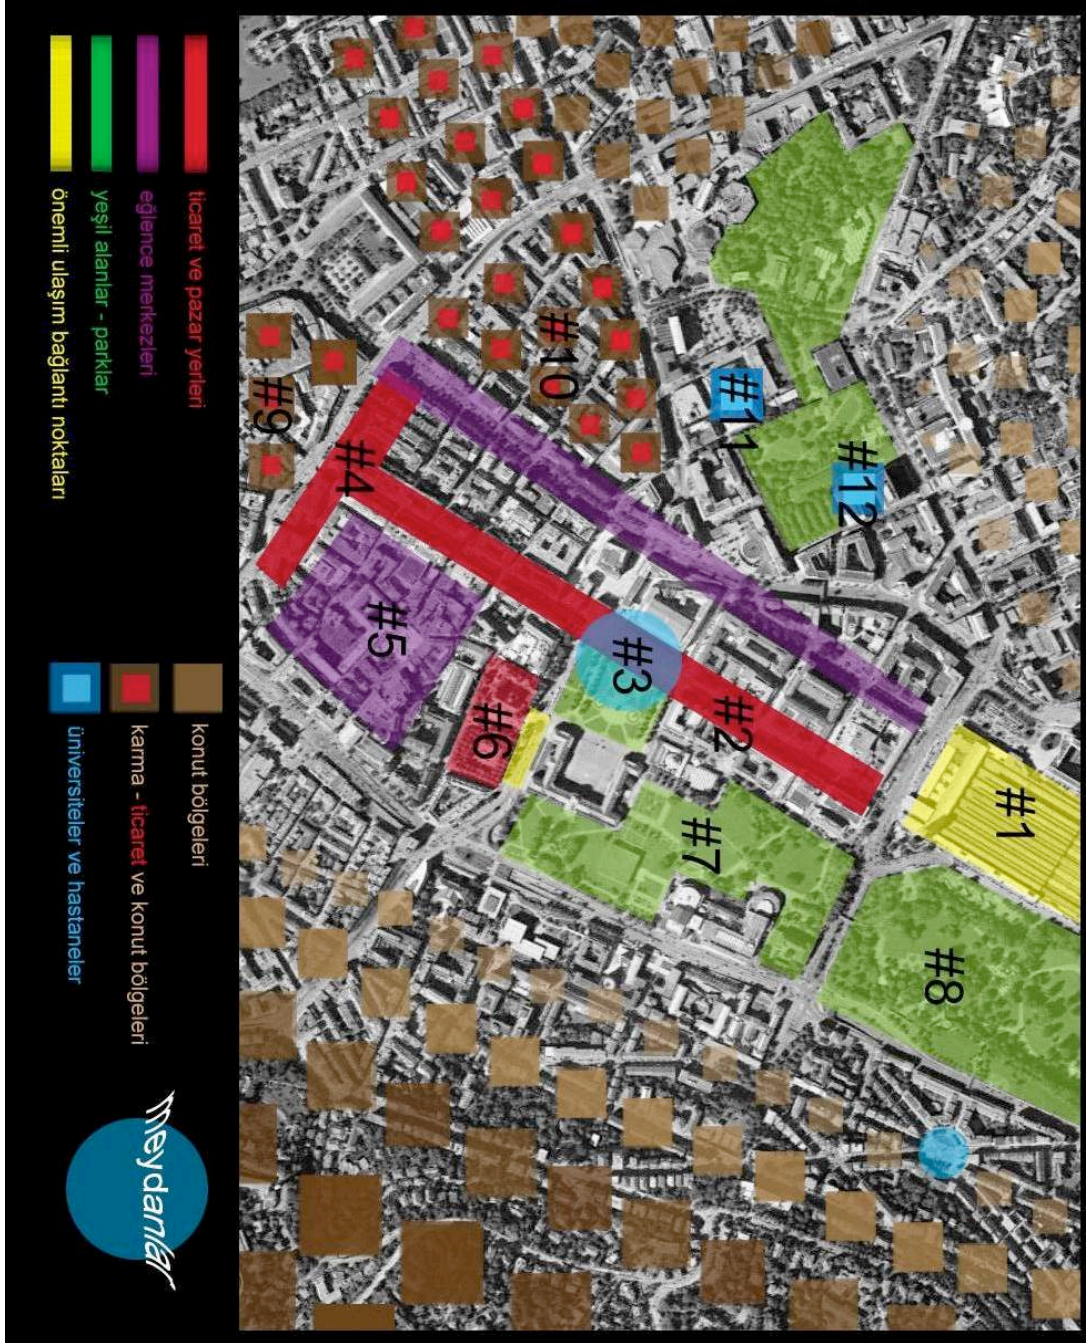 #1
#8
#12
#11
#2
#7
#3
#10
#6
#5
#4
#9
ticaret ve pazar yerleri
eğlence merkezleri
yeşil alanlar - parklar
önemli ulaşım bağlantı noktaları
konut bölgeleri
karma - ticaret ve konut bölgeleri
üniversiteler ve hastaneler
meydanlar